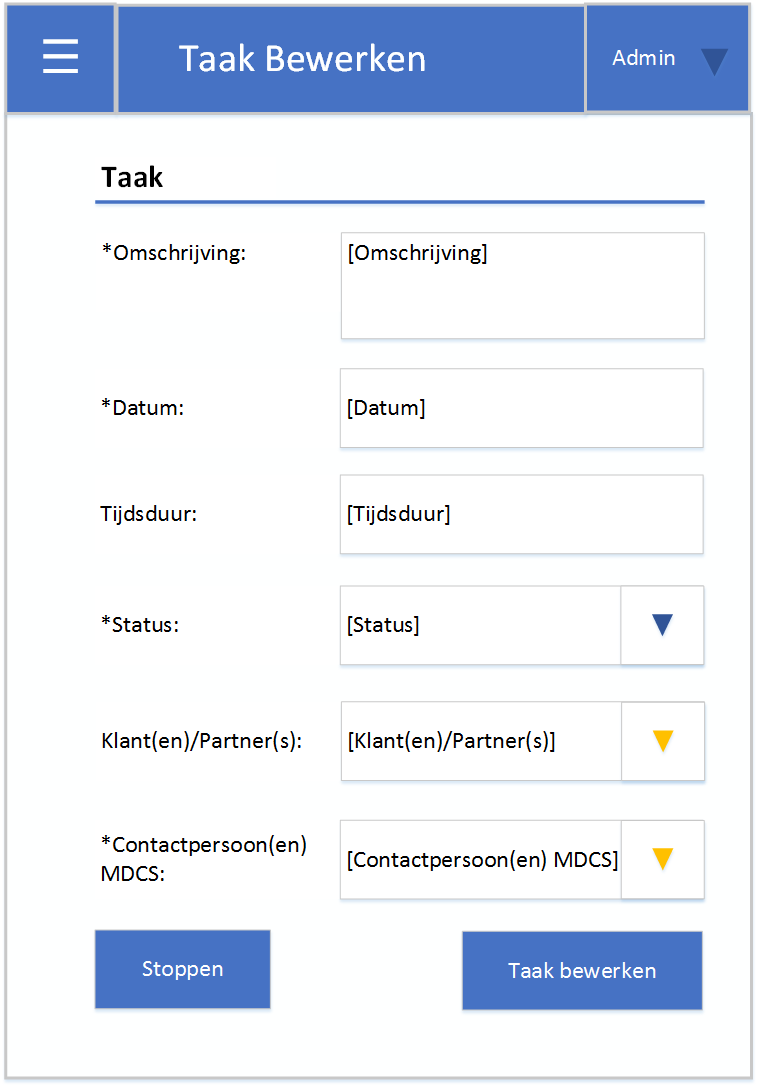 ☰ Taak Bewerken Admin ▼
Taak
*Omschrijving: [Omschrijving]
*Datum: [Datum]
Tijdsduur: [Tijdsduur]
*Status: [Status] ▼
Klant(en)/Partner(s): [Klant(en)/Partner(s)] ▼
*Contactpersoon(en)
MDCS: [Contactpersoon(en) MDCS] ▼
Stoppen Taak bewerken